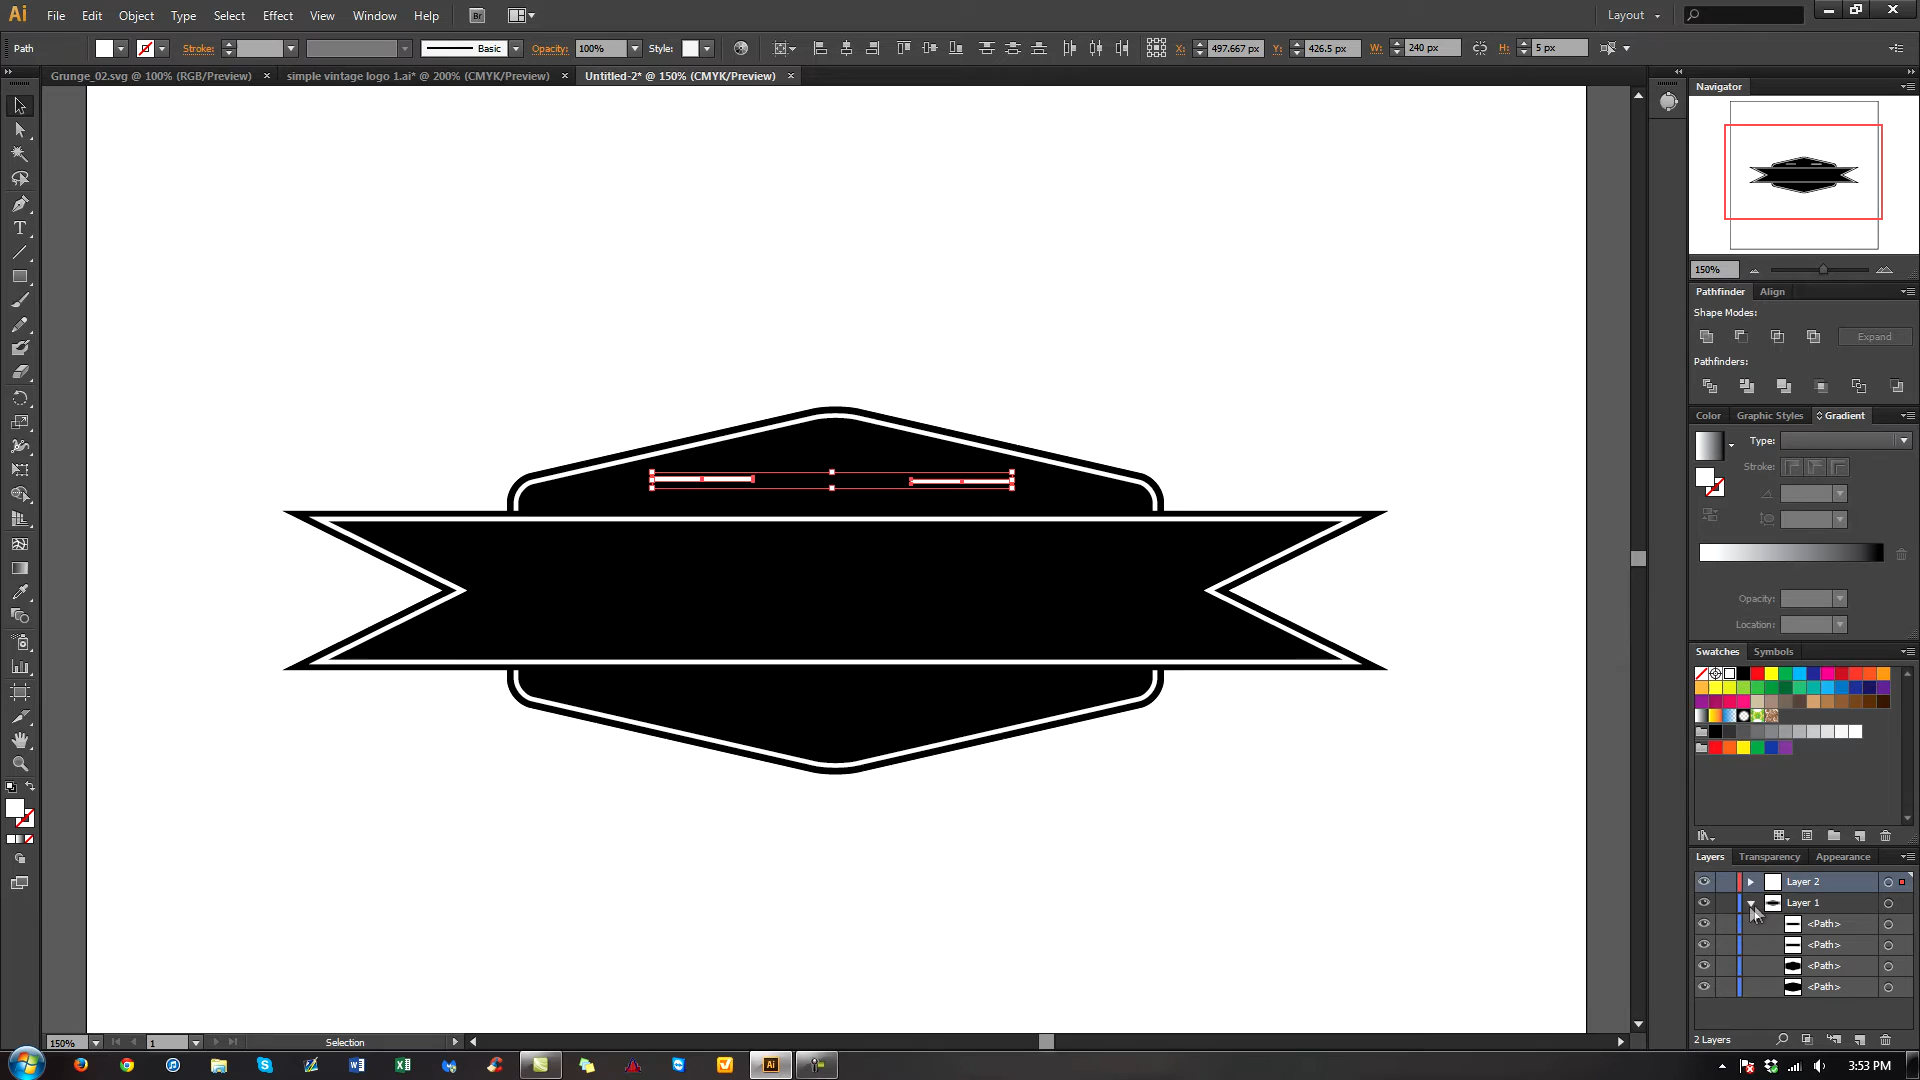 Ai File Edit Object Type Select Effect View Window Help Br Layout
Path Stroke: Basic Opacity: 100% Style: X: 497.667 px Y: 426.5 px W: 240 px H: 5 px
Grunge_02.svg @ 100% (RGB/Preview) × simple vintage logo 1.ai* @ 200% (CMYK/Preview) × Untitled-2* @ 150% (CMYK/Preview) ×
Navigator
150%
Pathfinder Align
Shape Modes:
Expand
Pathfinders:
Color Graphic Styles Gradient
Type:
Stroke:
Opacity:
Location:
Swatches Symbols
Layers Transparency Appearance
Layer 2
Layer 1
<Path>
<Path>
<Path>
<Path>
2 Layers
150% 1 Selection
3:53 PM